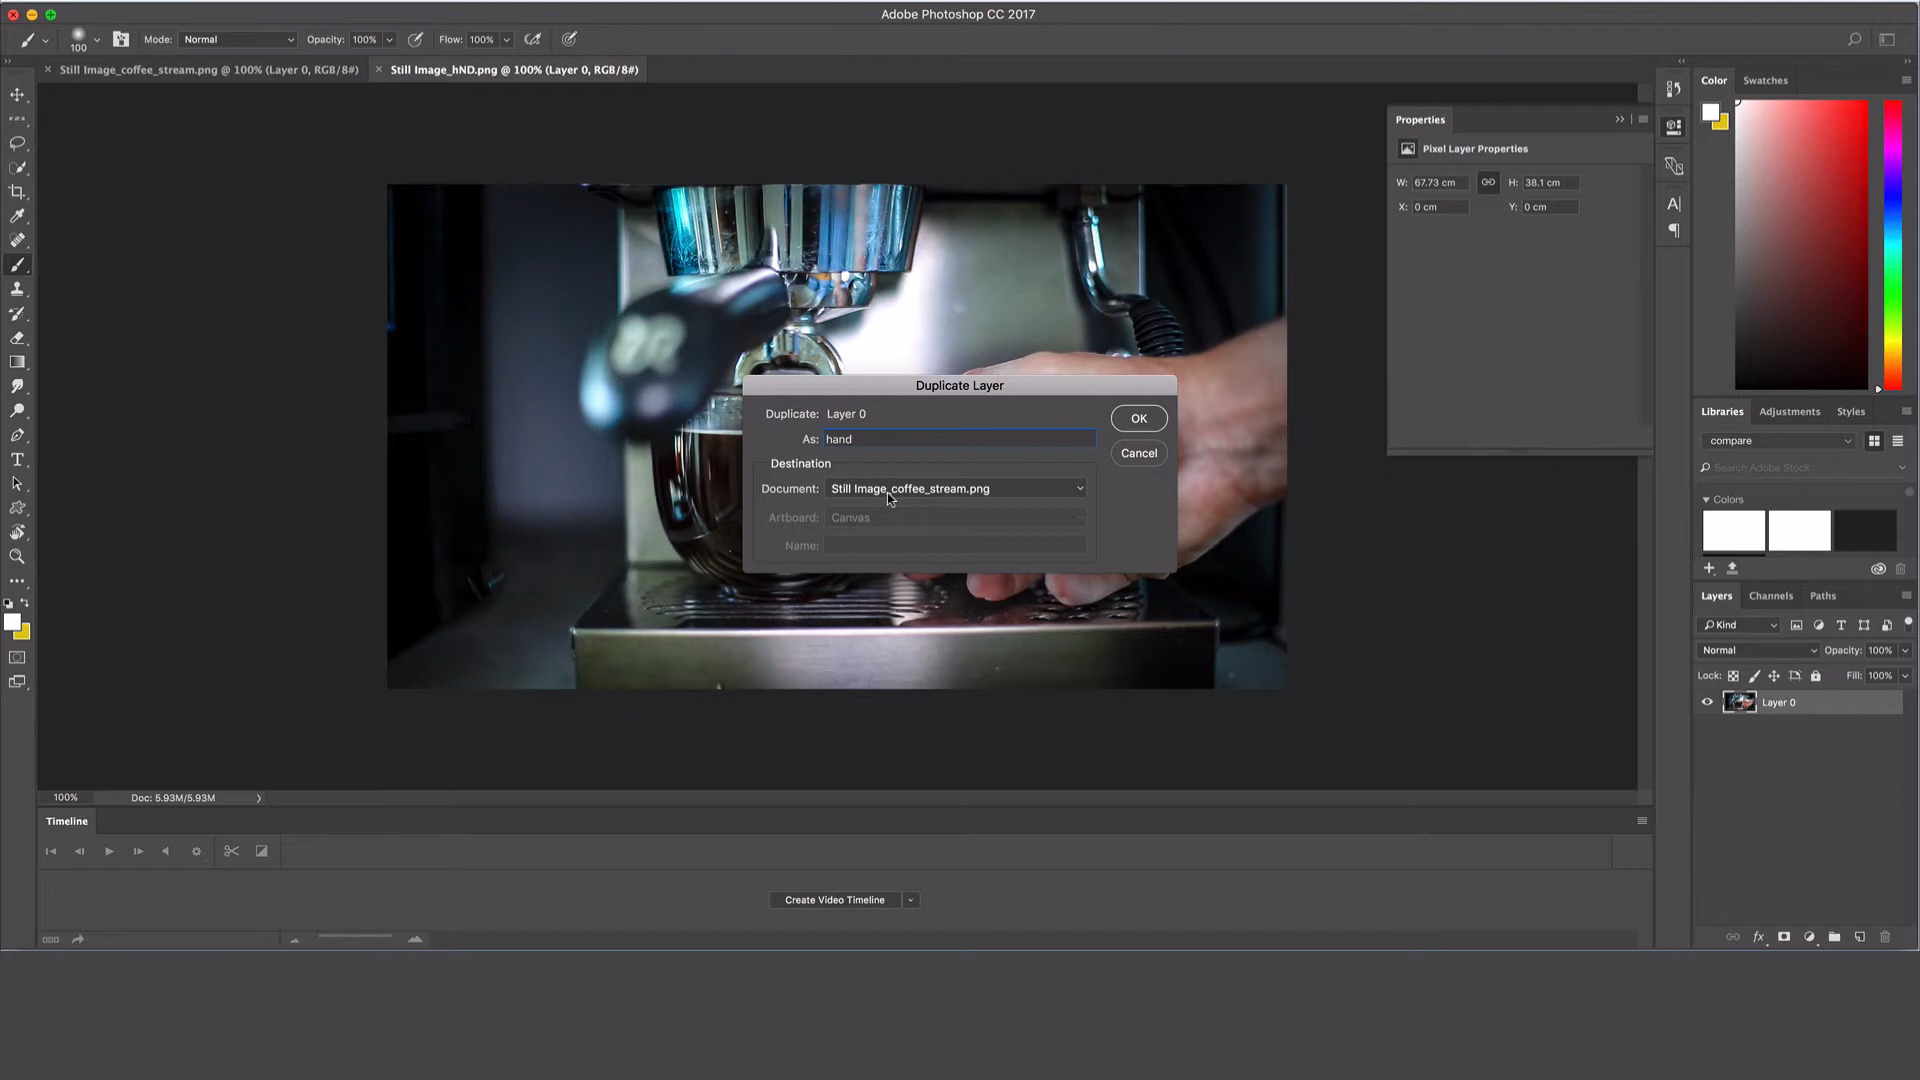 Adobe Photoshop CC 2017
100 Mode: Normal Opacity: 100% Flow: 100%
Still Image_coffee_stream.png @ 100% (Layer 0, RGB/8#) Still Image_hND.png @ 100% (Layer 0, RGB/8#)
Color Swatches
Properties
Pixel Layer Properties
W: 67.73 cm H: 38.1 cm
X: 0 cm Y: 0 cm
Duplicate Layer
Duplicate: Layer 0
OK
As: hand
Cancel
Destination
Document: Still Image_coffee_stream.png
Artboard: Canvas
Name:
Libraries Adjustments Styles
compare
Search Adobe Stock
Colors
Layers Channels Paths
Kind
Normal Opacity: 100%
Lock: Fill: 100%
Layer 0
100% Doc: 5.93M/5.93M
Timeline
Create Video Timeline
fx